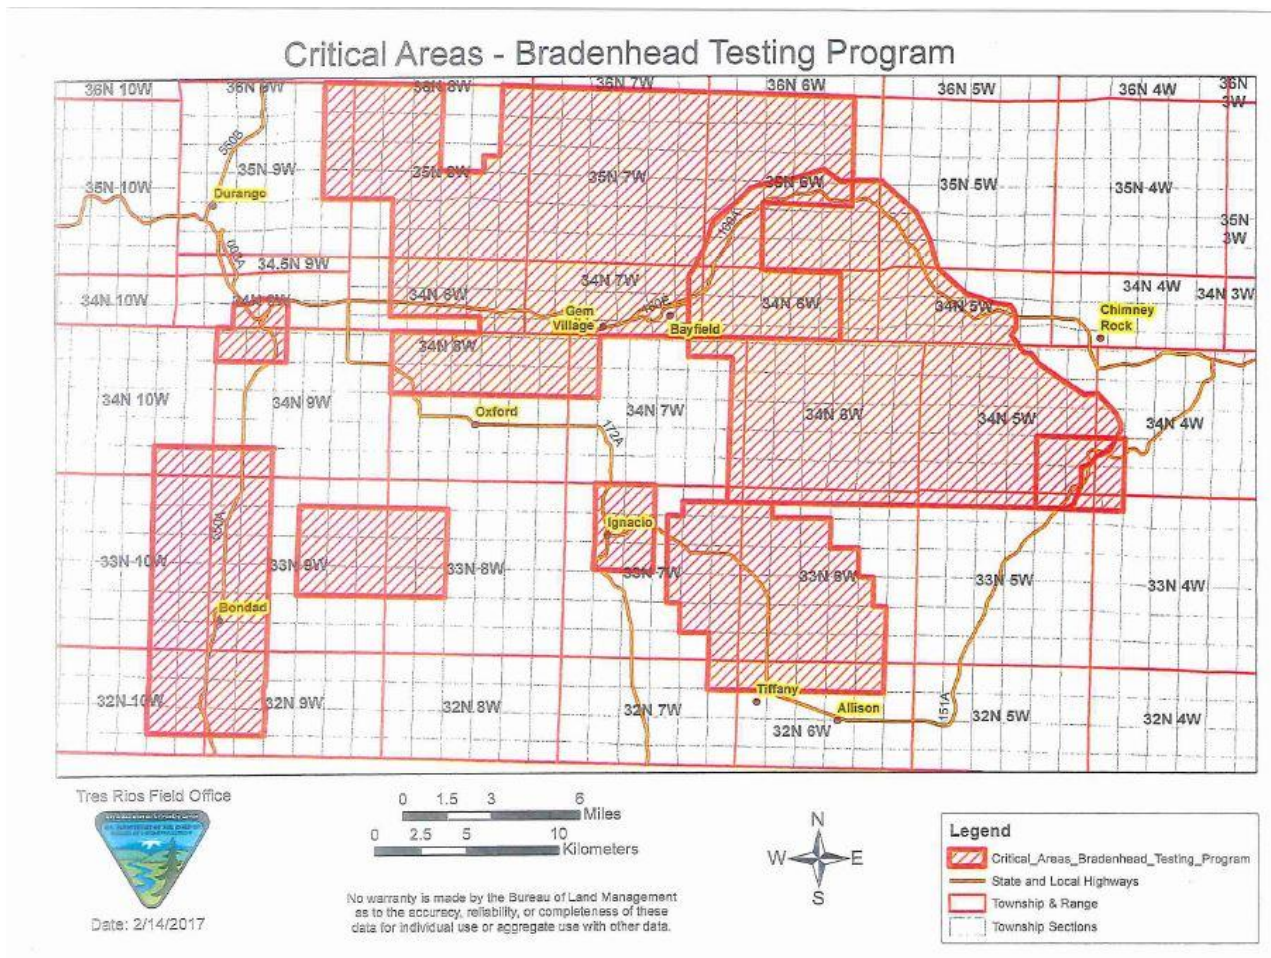 Critical Areas - Bradenhead Testing Program
36N 10W
36N 9W
36N 8W
36N 7W
36N 6W
36N 5W
36N 4W
36N
3W
550B
35N 10W
35N 9W
35N 8W
35N 7W
35N 6W
35N 5W
35N 4W
35N
3W
Durango
160A
34.5N 9W
34N 10W
34N 9W
34N 8W
34N 7W
34N 6W
34N 5W
34N 4W
34N 3W
Gem
Village
160B
Bayfield
Chimney
Rock
34N 8W
34N 10W
34N 9W
Oxford
34N 7W
34N 6W
34N 5W
34N 4W
172A
550A
Ignacio
33N 10W
33N 9W
33N 8W
33N 7W
33N 6W
33N 5W
33N 4W
Bondad
32N 10W
32N 9W
32N 8W
32N 7W
Tiffany
Allison
32N 6W
151A
32N 5W
32N 4W
Tres Rios Field Office
Date: 2/14/2017
0 1.5 3 6
Miles
0 2.5 5 10
Kilometers
No warranty is made by the Bureau of Land Management
as to the accuracy, reliability, or completeness of these
data for individual use or aggregate use with other data.
N
W E
S
Legend
Critical_Areas_Bradenhead_Testing_Program
State and Local Highways
Township & Range
Township Sections